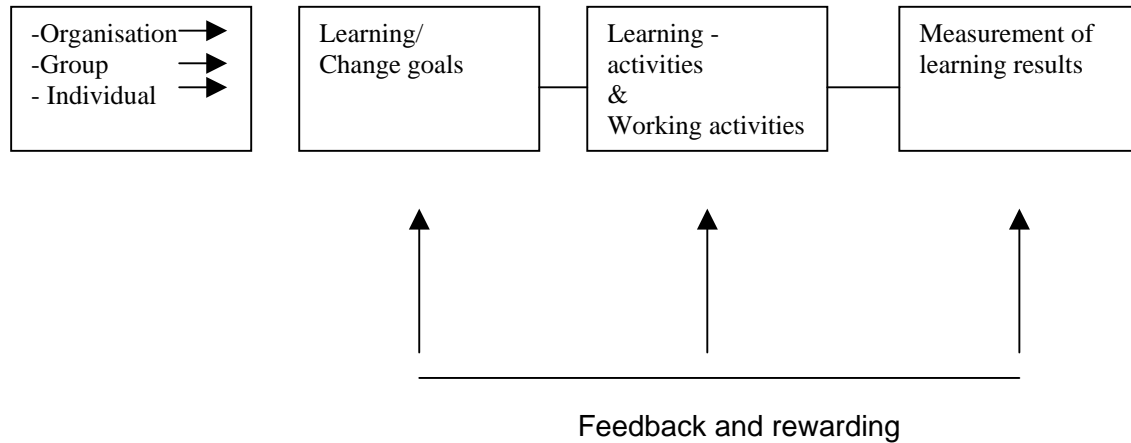 -Organisation
-Group
- Individual
Learning/
Change goals
Learning -
activities
&
Working activities
Measurement of
learning results
Feedback and rewarding